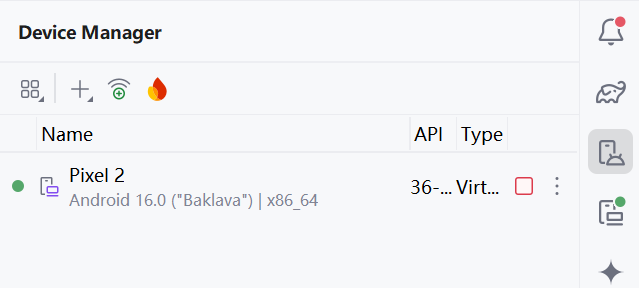 Device Manager
Name API Type
Pixel 2 36-... Virt...
Android 16.0 ("Baklava") | x86_64